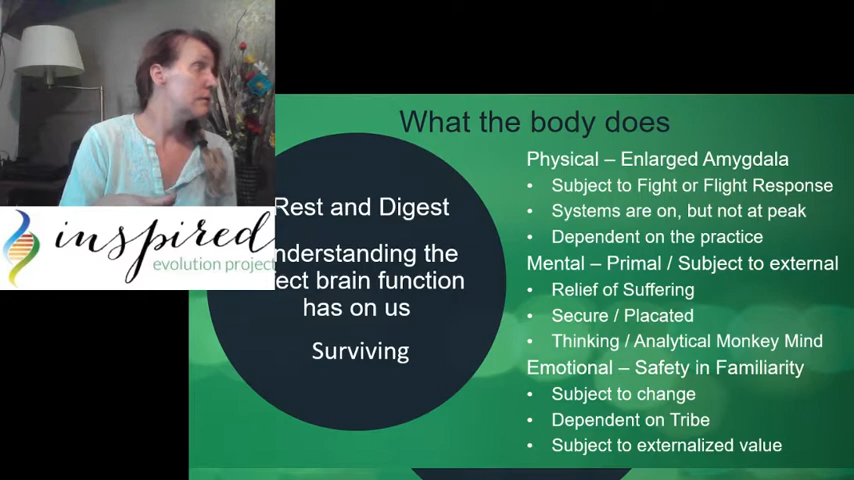 What the body does
Rest and Digest
nderstanding the
ect brain function
has on us
Surviving
Physical – Enlarged Amygdala
• Subject to Fight or Flight Response
• Systems are on, but not at peak
• Dependent on the practice
Mental – Primal / Subject to external
• Relief of Suffering
• Secure / Placated
• Thinking / Analytical Monkey Mind
Emotional – Safety in Familiarity
• Subject to change
• Dependent on Tribe
• Subject to externalized value
inspired
evolution project